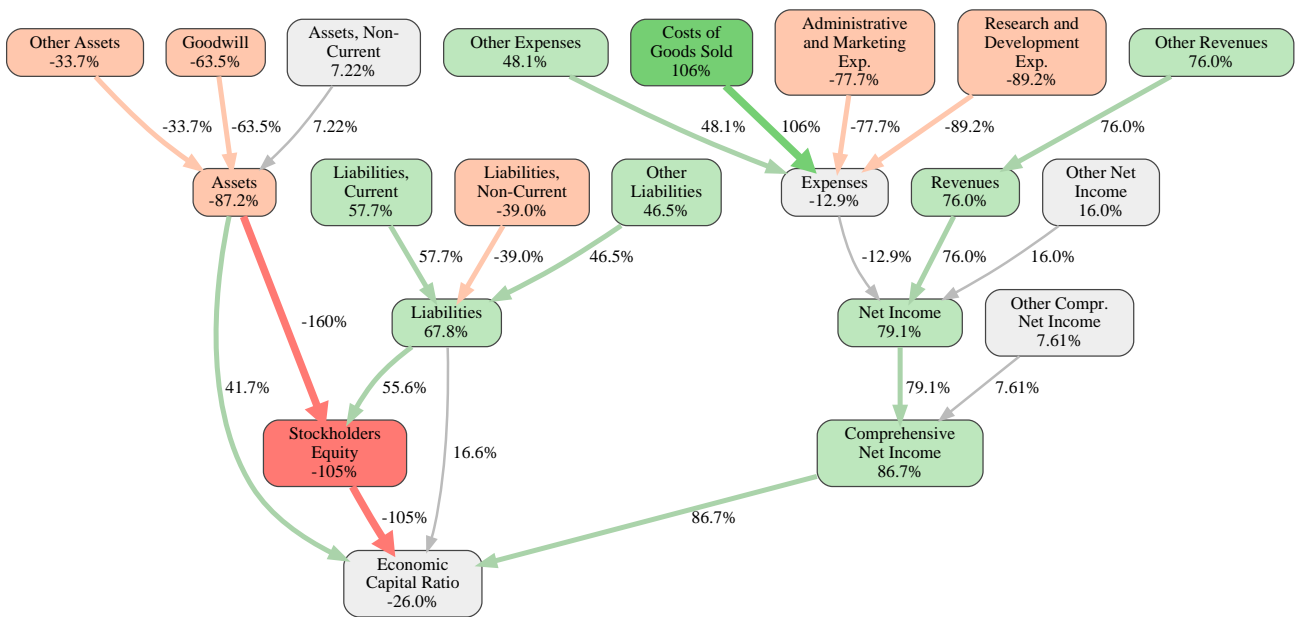 Other Assets
-33.7%
Goodwill
-63.5%
Assets, Non-
Current
7.22%
Other Expenses
48.1%
Costs of
Goods Sold
106%
Administrative
and Marketing
Exp.
-77.7%
Research and
Development
Exp.
-89.2%
Other Revenues
76.0%
-33.7%
-63.5%
7.22%
48.1%
106%
-77.7%
-89.2%
76.0%
Assets
-87.2%
Liabilities,
Current
57.7%
Liabilities,
Non-Current
-39.0%
Other
Liabilities
46.5%
Expenses
-12.9%
Revenues
76.0%
Other Net
Income
16.0%
57.7%
-39.0%
46.5%
-12.9%
76.0%
16.0%
Liabilities
67.8%
Net Income
79.1%
Other Compr.
Net Income
7.61%
-160%
41.7%
55.6%
79.1%
7.61%
Stockholders
Equity
-105%
16.6%
Comprehensive
Net Income
86.7%
-105%
86.7%
Economic
Capital Ratio
-26.0%